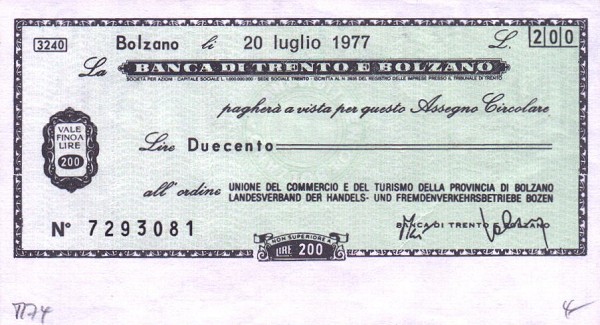 3240 Bolzano li 20 luglio 1977 L. 200
La BANCA DI TRENTO E BOLZANO
pagherà a vista per questo Assegno Circolare
VALE
FINO A
LIRE
200
Lire Duecento
all'ordine UNIONE DEL COMMERCIO E DEL TURISMO DELLA PROVINCIA DI BOLZANO
LANDESVERBAND DER HANDELS- UND FREMDENVERKEHRSBETRIEBE BOZEN
N° 7293081
BANCA DI TRENTO E BOLZANO
NON SUPERIORE A
LIRE 200